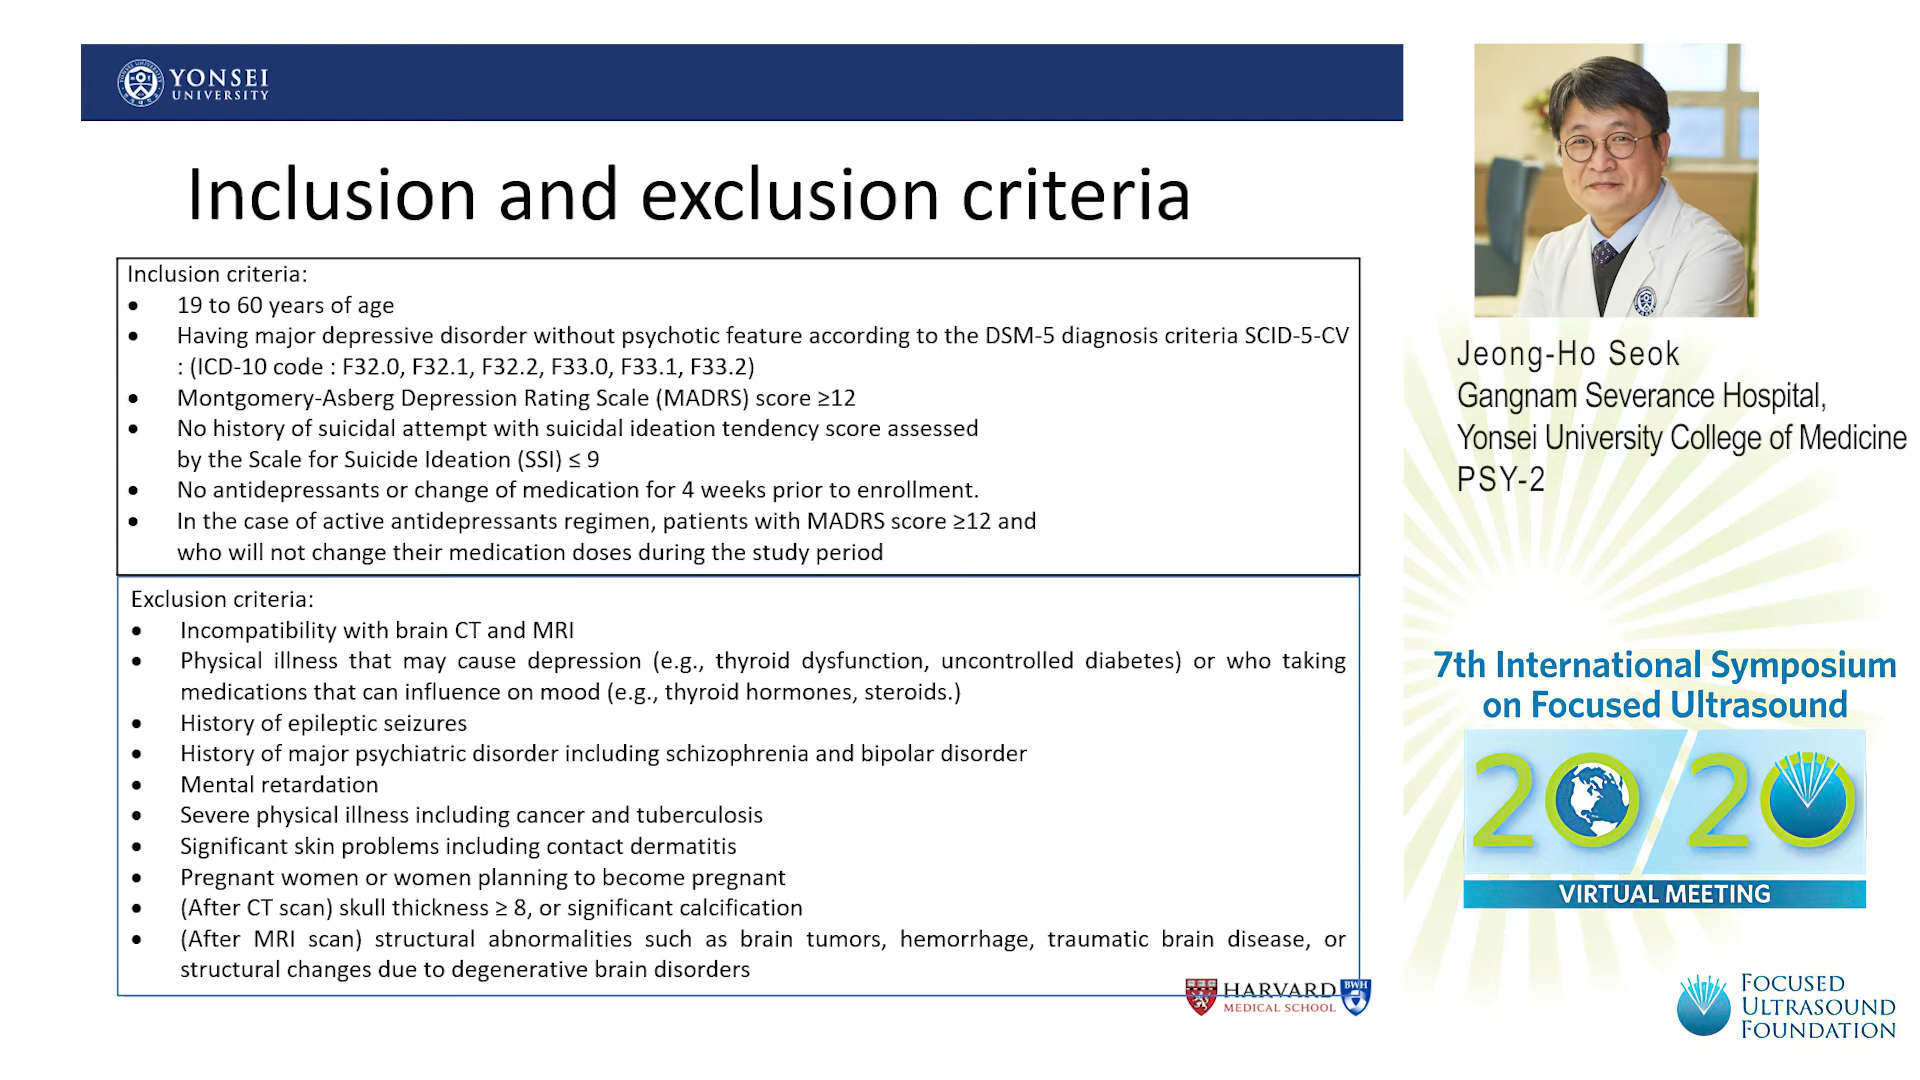 YONSEI
UNIVERSITY
Inclusion and exclusion criteria
Inclusion criteria:
• 19 to 60 years of age
• Having major depressive disorder without psychotic feature according to the DSM-5 diagnosis criteria SCID-5-CV
: (ICD-10 code : F32.0, F32.1, F32.2, F33.0, F33.1, F33.2)
• Montgomery-Asberg Depression Rating Scale (MADRS) score ≥12
• No history of suicidal attempt with suicidal ideation tendency score assessed
by the Scale for Suicide Ideation (SSI) ≤ 9
• No antidepressants or change of medication for 4 weeks prior to enrollment.
• In the case of active antidepressants regimen, patients with MADRS score ≥12 and
who will not change their medication doses during the study period
Exclusion criteria:
• Incompatibility with brain CT and MRI
• Physical illness that may cause depression (e.g., thyroid dysfunction, uncontrolled diabetes) or who taking
medications that can influence on mood (e.g., thyroid hormones, steroids.)
• History of epileptic seizures
• History of major psychiatric disorder including schizophrenia and bipolar disorder
• Mental retardation
• Severe physical illness including cancer and tuberculosis
• Significant skin problems including contact dermatitis
• Pregnant women or women planning to become pregnant
• (After CT scan) skull thickness ≥ 8, or significant calcification
• (After MRI scan) structural abnormalities such as brain tumors, hemorrhage, traumatic brain disease, or
structural changes due to degenerative brain disorders
HARVARD
MEDICAL SCHOOL
BWH
Jeong-Ho Seok
Gangnam Severance Hospital,
Yonsei University College of Medicine
PSY-2
7th International Symposium
on Focused Ultrasound
20/20
VIRTUAL MEETING
FOCUSED
ULTRASOUND
FOUNDATION